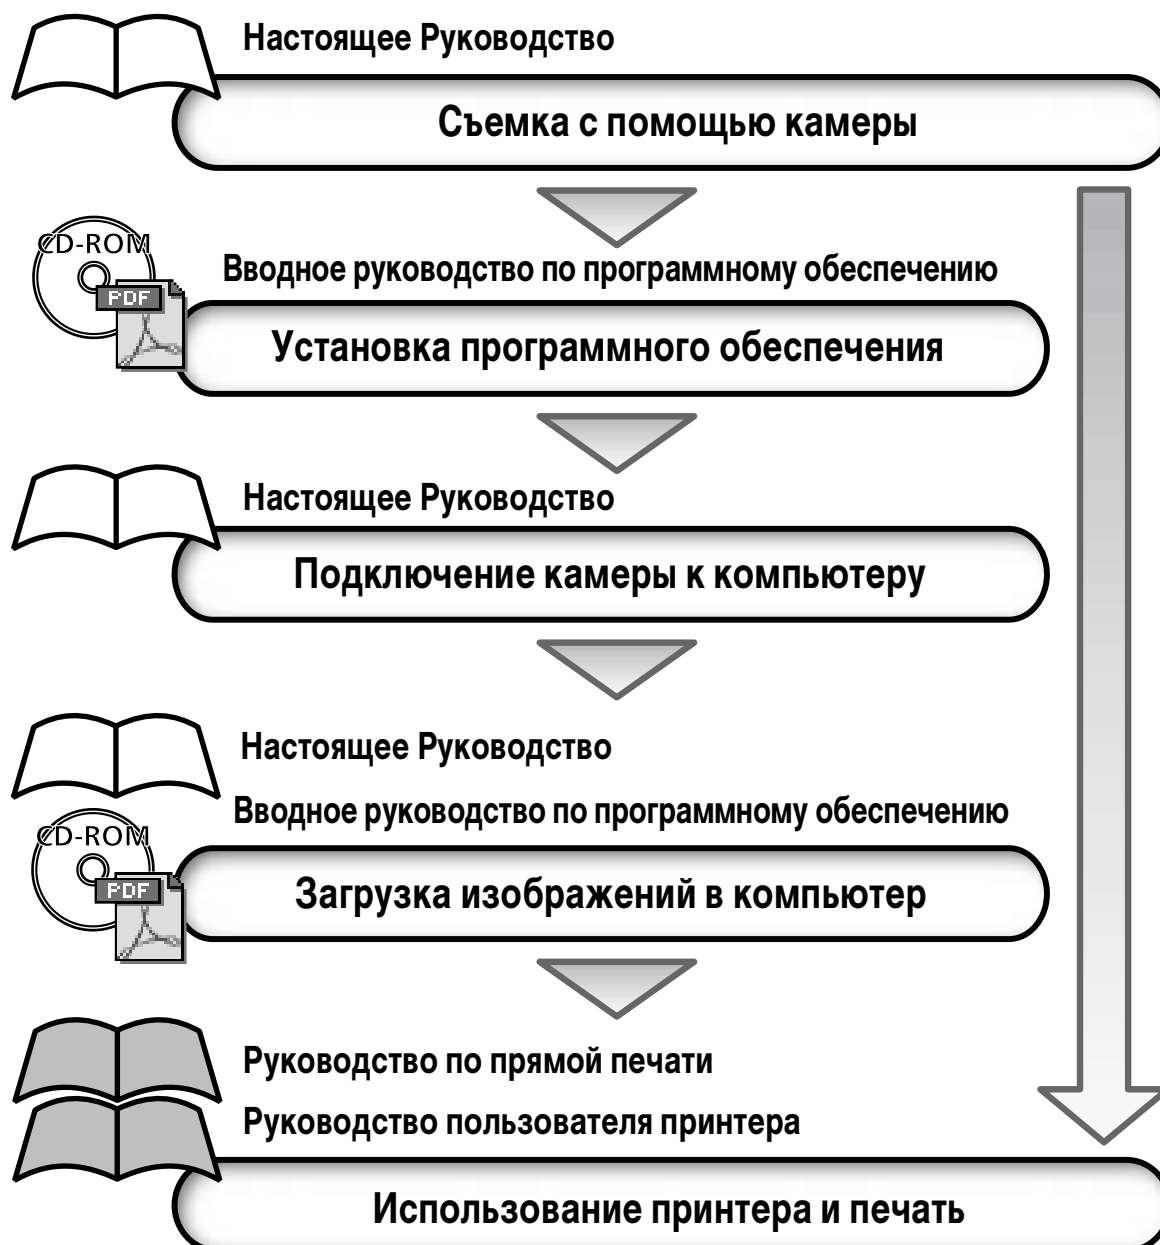 Настоящее Руководство
Съемка с помощью камеры
CD-ROM
PDF
Вводное руководство по программному обеспечению
Установка программного обеспечения
Настоящее Руководство
Подключение камеры к компьютеру
Настоящее Руководство
Вводное руководство по программному обеспечению
CD-ROM
PDF
Загрузка изображений в компьютер
Руководство по прямой печати
Руководство пользователя принтера
Использование принтера и печать